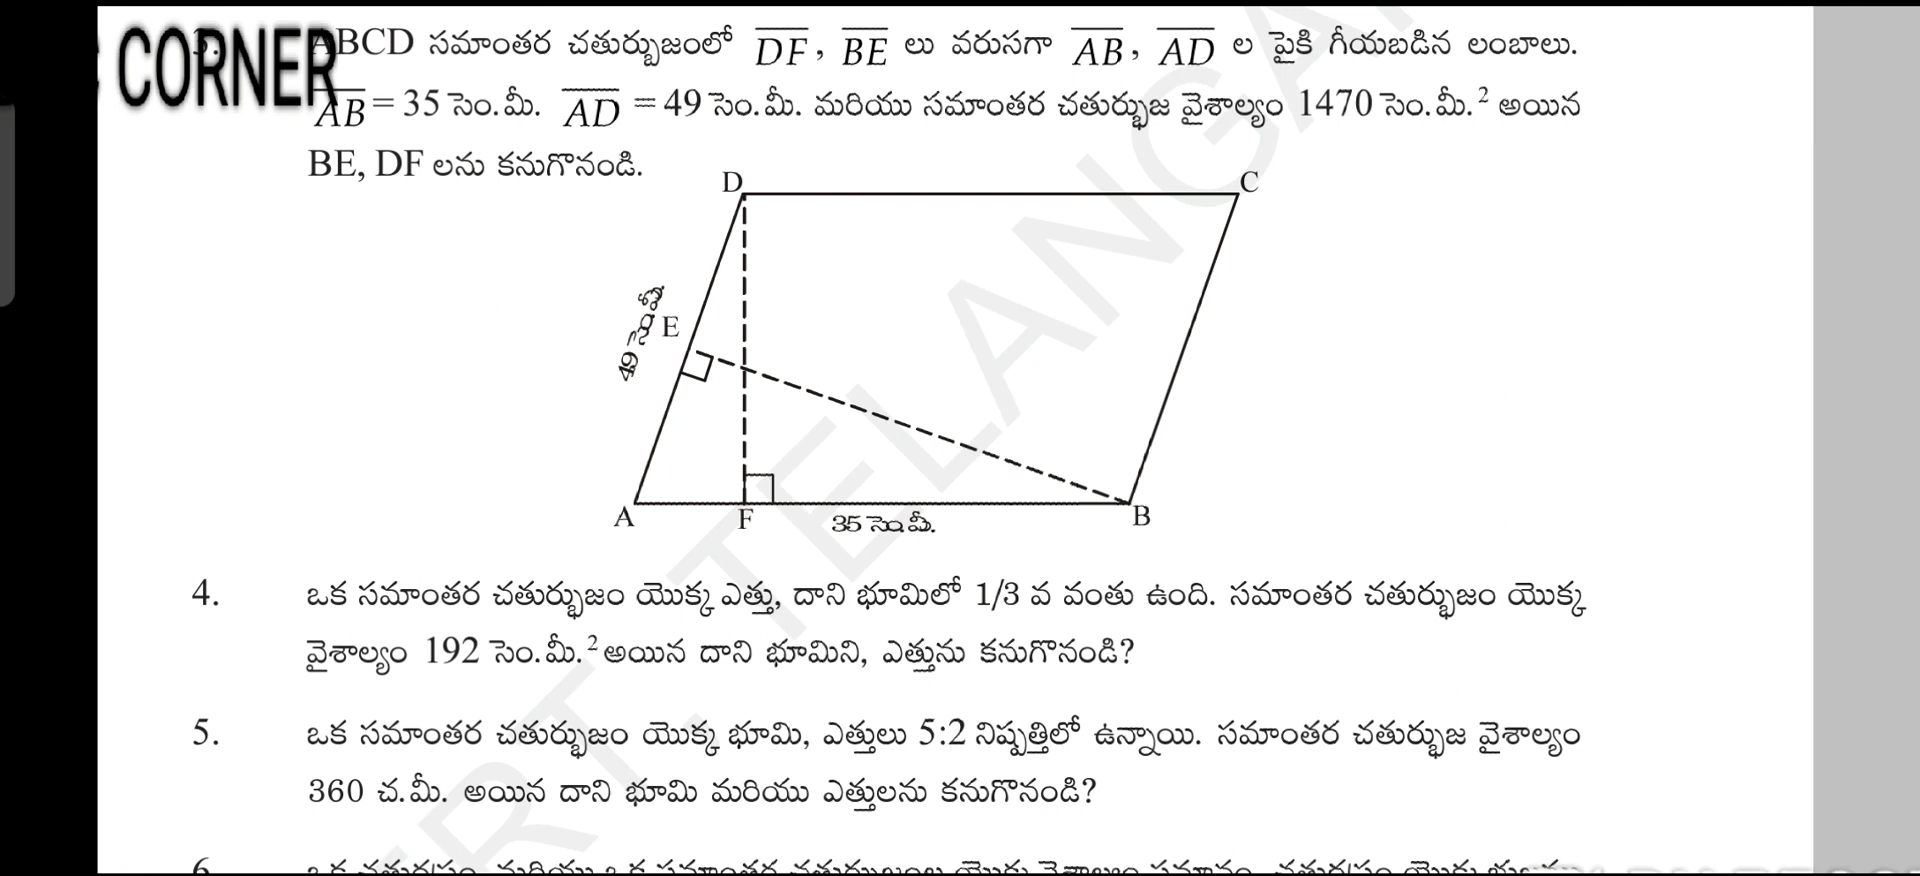 CORNER
3. ABCD సమాంతర చతుర్భుజంలో DF, BE లు వరుసగా AB, AD ల పైకి గీయబడిన లంబాలు.
AB = 35 సెం.మీ. AD = 49 సెం.మీ. మరియు సమాంతర చతుర్భుజ వైశాల్యం 1470 సెం.మీ.² అయిన
BE, DF లను కనుగొనండి.
D C
49 సెం.మీ.
E
A F 35 సెం.మీ. B
4. ఒక సమాంతర చతుర్భుజం యొక్క ఎత్తు, దాని భూమిలో 1/3 వ వంతు ఉంది. సమాంతర చతుర్భుజం యొక్క
వైశాల్యం 192 సెం.మీ.² అయిన దాని భూమిని, ఎత్తును కనుగొనండి?
5. ఒక సమాంతర చతుర్భుజం యొక్క భూమి, ఎత్తులు 5:2 నిష్పత్తిలో ఉన్నాయి. సమాంతర చతుర్భుజ వైశాల్యం
360 చ.మీ. అయిన దాని భూమి మరియు ఎత్తులను కనుగొనండి?
6